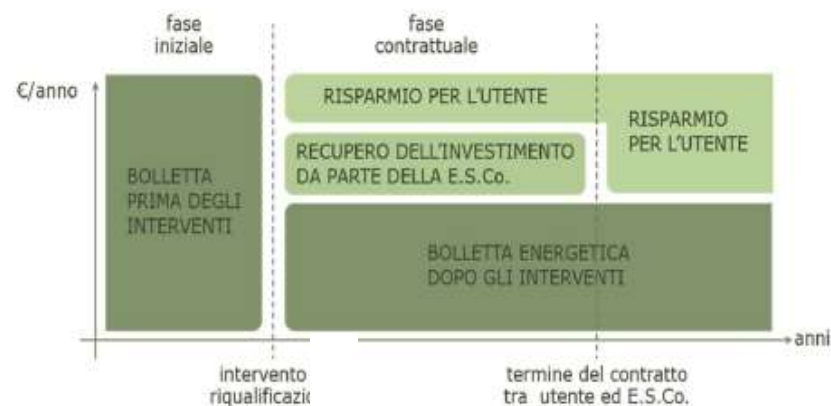 fase
iniziale
fase
contrattuale
€/anno
RISPARMIO PER L'UTENTE
RISPARMIO
PER L'UTENTE
RECUPERO DELL'INVESTIMENTO
DA PARTE DELLA E.S.Co.
BOLLETTA
PRIMA DEGLI
INTERVENTI
BOLLETTA ENERGETICA
DOPO GLI INTERVENTI
anni
intervento
termine del contratto
tra utente ed E.S.Co.